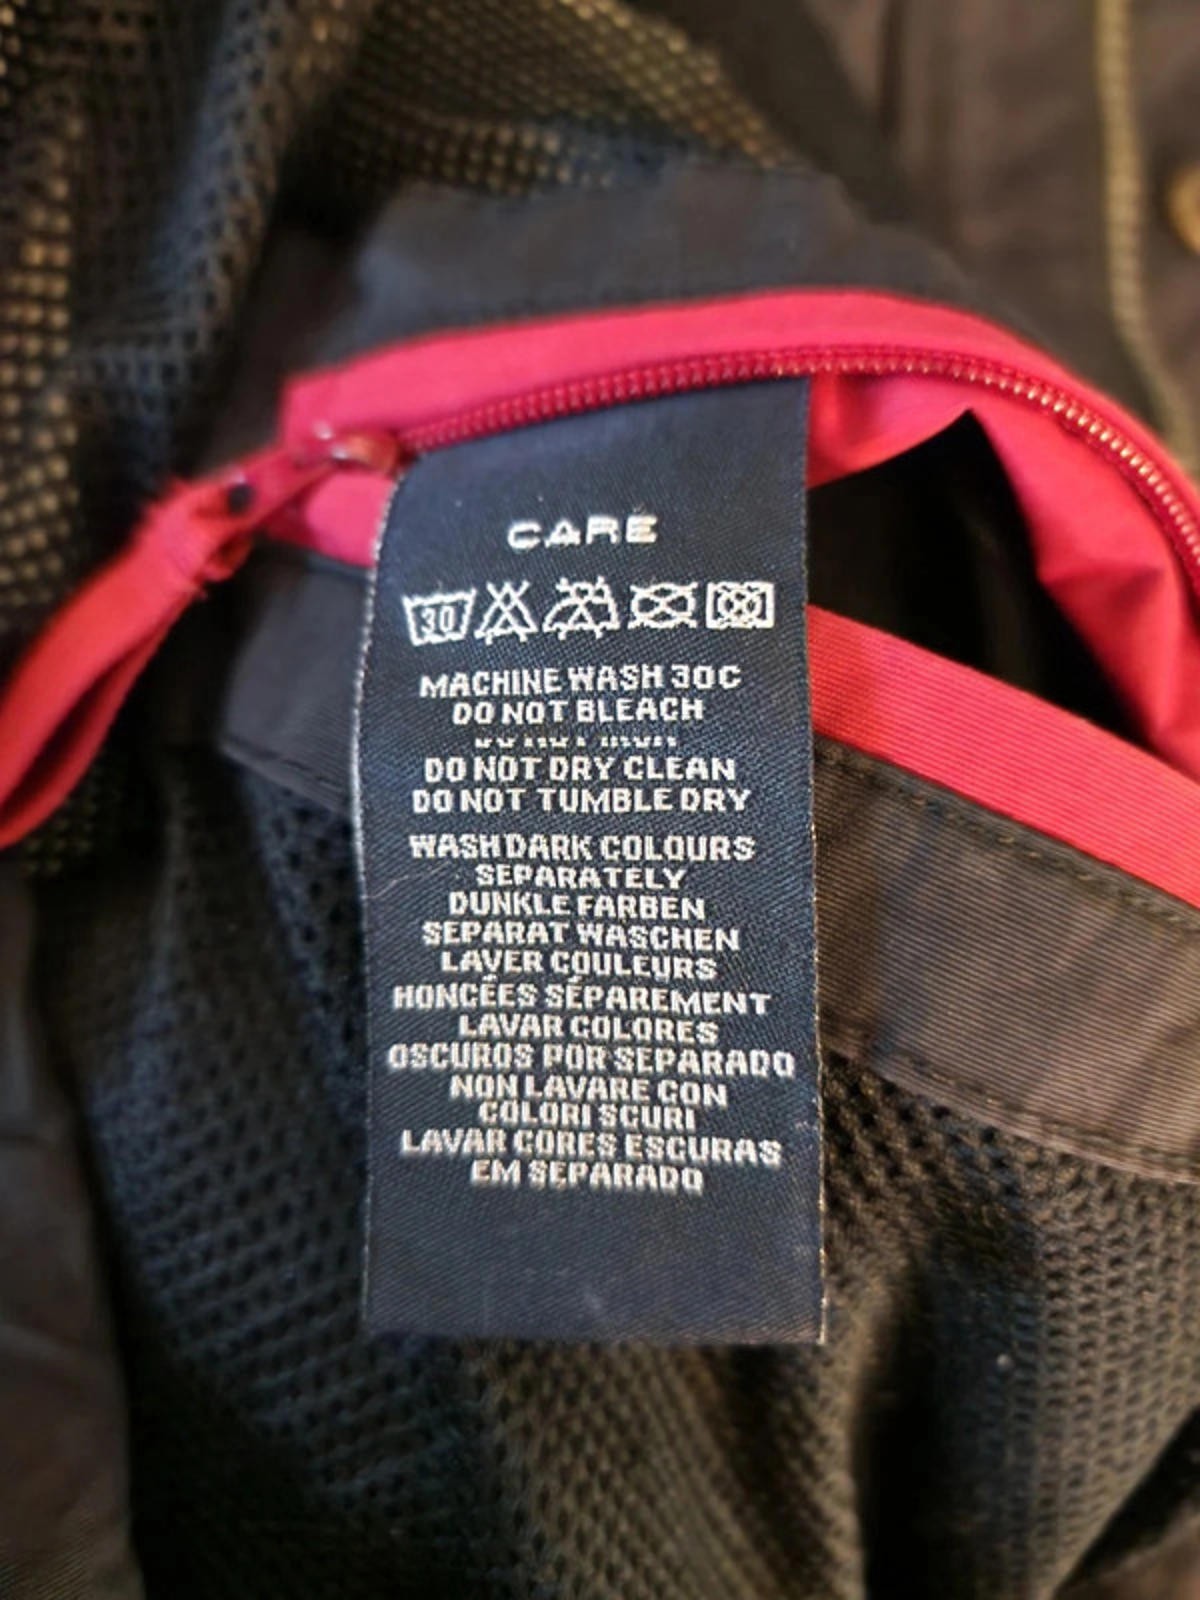 CARE
30
MACHINE WASH 30C
DO NOT BLEACH
DO NOT DRY CLEAN
DO NOT TUMBLE DRY
WASH DARK COLOURS
SEPARATELY
DUNKLE FARBEN
SEPARAT WASCHEN
LAVER COULEURS
HONCÉES SÉPAREMENT
LAVAR COLORES
OSCUROS POR SEPARADO
NON LAVARE CON
COLORI SCURI
LAVAR CORES ESCURAS
EM SEPARADO